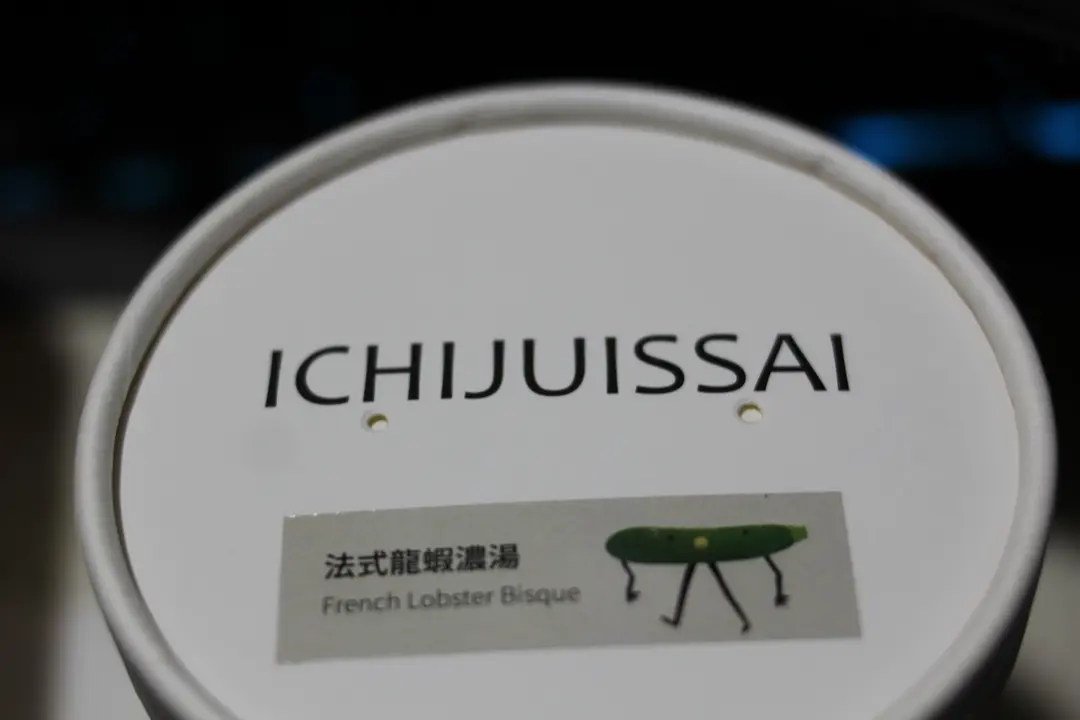 ICHIJUISSAI
法式龍蝦濃湯
French Lobster Bisque